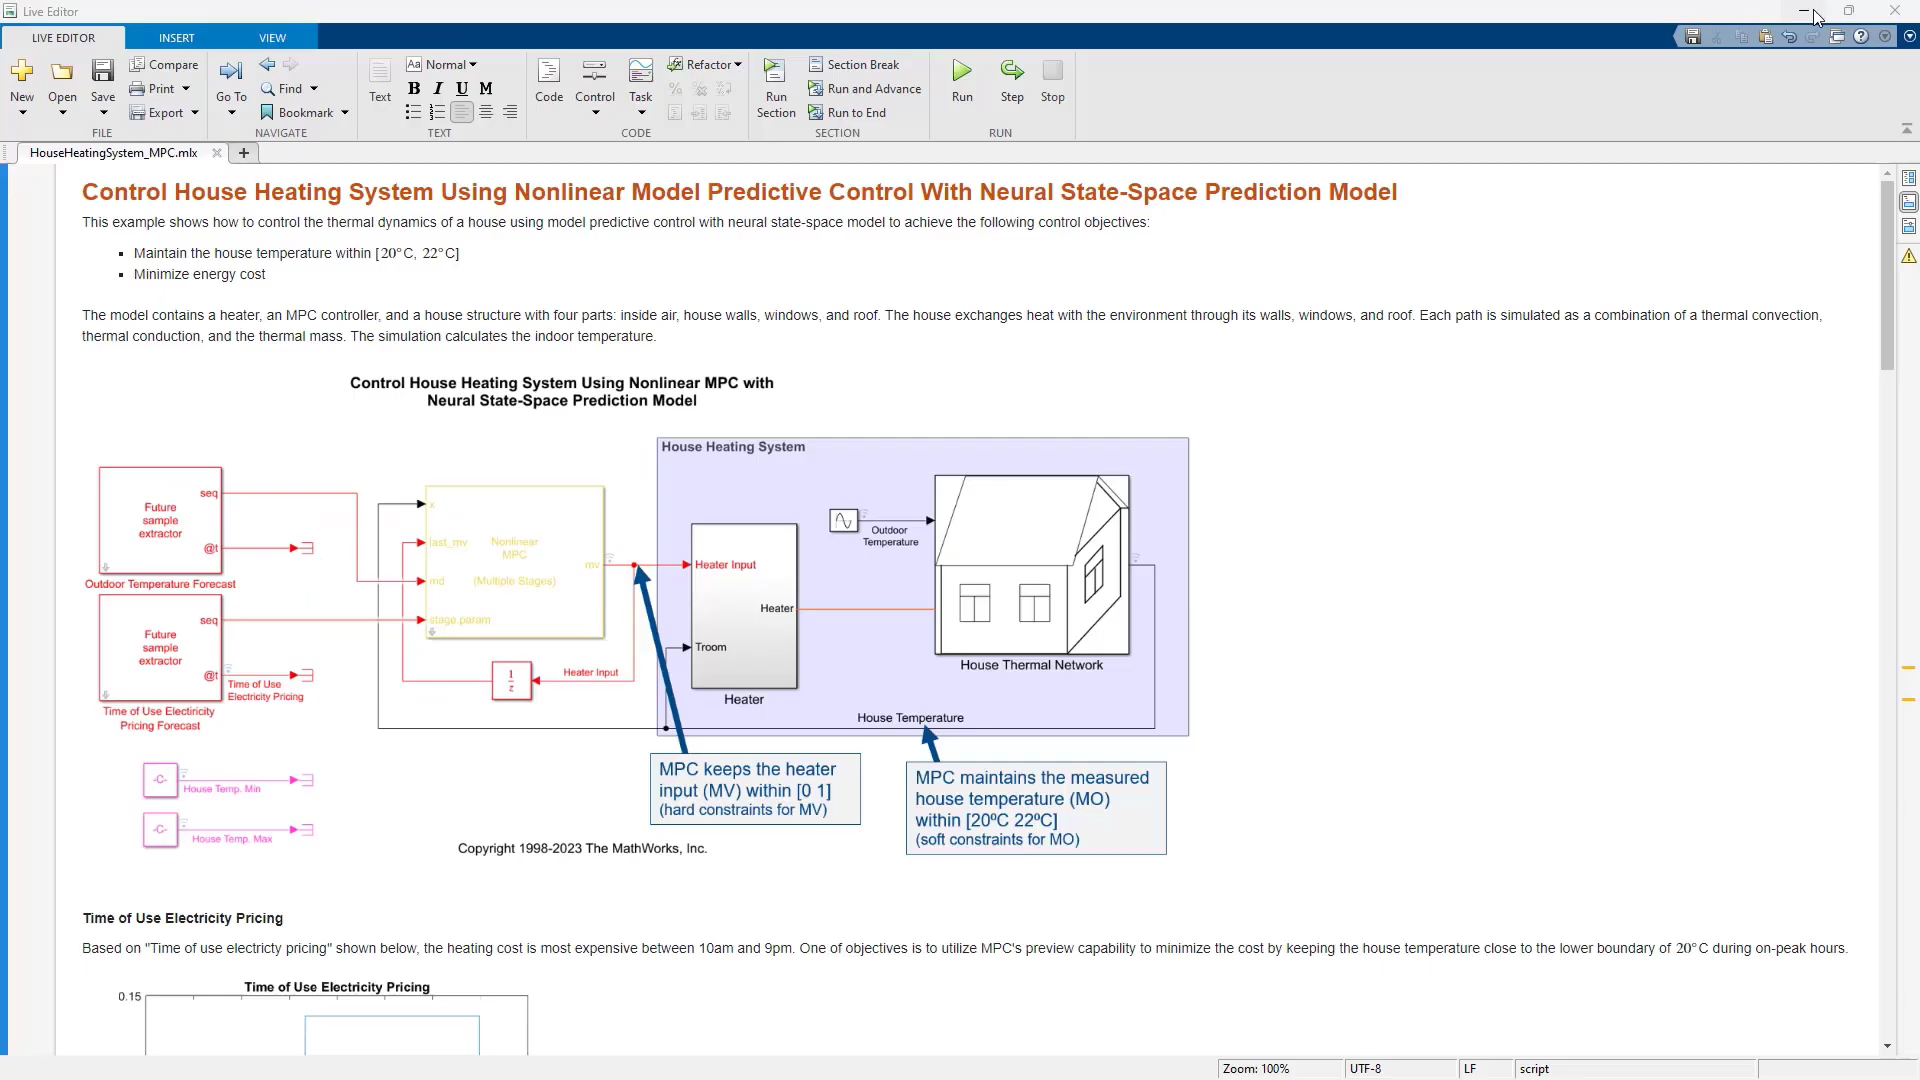 Live Editor
LIVE EDITOR INSERT VIEW
New Open Save Compare Print Export
FILE
Go To Find Bookmark
NAVIGATE
Text Aa Normal
B I U M
TEXT
Code Control Task Refactor
CODE
Run Section Section Break
Run and Advance
Run to End
SECTION
Run Step Stop
RUN
HouseHeatingSystem_MPC.mlx
Control House Heating System Using Nonlinear Model Predictive Control With Neural State-Space Prediction Model
This example shows how to control the thermal dynamics of a house using model predictive control with neural state-space model to achieve the following control objectives:
▪ Maintain the house temperature within [20°C, 22°C]
▪ Minimize energy cost
The model contains a heater, an MPC controller, and a house structure with four parts: inside air, house walls, windows, and roof. The house exchanges heat with the environment through its walls, windows, and roof. Each path is simulated as a combination of a thermal convection,
thermal conduction, and the thermal mass. The simulation calculates the indoor temperature.
Control House Heating System Using Nonlinear MPC with
Neural State-Space Prediction Model
House Heating System
seq
Future
sample
extractor
@t
Outdoor Temperature Forecast
seq
Future
sample
extractor
@t
Time of Use
Electricity Pricing
Time of Use Electiricity
Pricing Forecast
x
last_mv
md
stage.param
Nonlinear
MPC
(Multiple Stages)
mv
1
z
Heater Input
Heater Input
Heater
Troom
Heater
Outdoor
Temperature
House Thermal Network
House Temperature
-C-
House Temp. Min
-C-
House Temp. Max
MPC keeps the heater
input (MV) within [0 1]
(hard constraints for MV)
MPC maintains the measured
house temperature (MO)
within [20ºC 22ºC]
(soft constraints for MO)
Copyright 1998-2023 The MathWorks, Inc.
Time of Use Electricity Pricing
Based on "Time of use electricty pricing" shown below, the heating cost is most expensive between 10am and 9pm. One of objectives is to utilize MPC's preview capability to minimize the cost by keeping the house temperature close to the lower boundary of 20°C during on-peak hours.
Time of Use Electricity Pricing
0.15
Zoom: 100% UTF-8 LF script